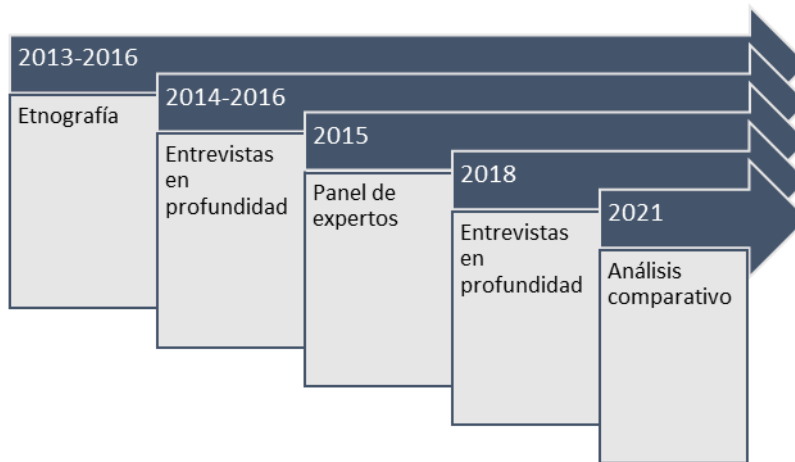 2013-2016
Etnografía
2014-2016
Entrevistas
en
profundidad
2015
Panel de
expertos
2018
Entrevistas
en
profundidad
2021
Análisis
comparativo